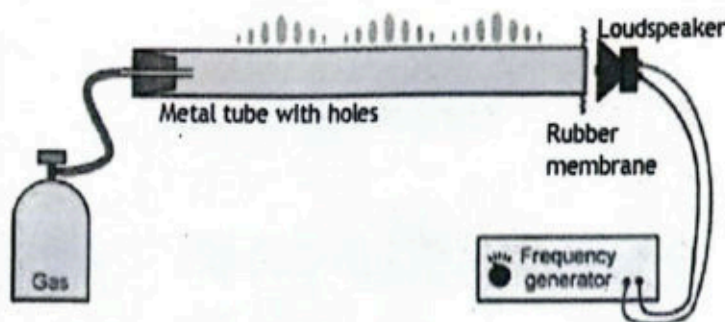 Loudspeaker
Metal tube with holes
Rubber
membrane
Gas
Frequency
generator